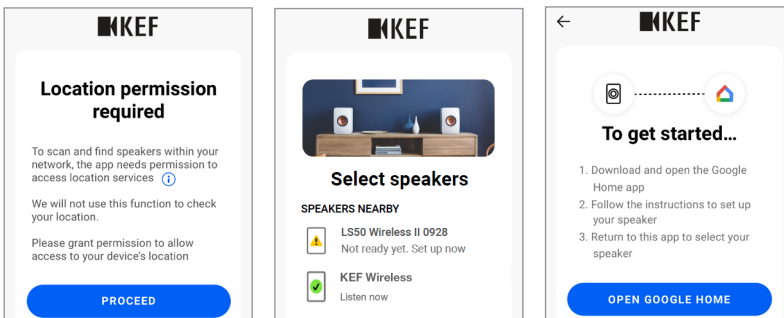 KEF
Location permission
required
To scan and find speakers within your
network, the app needs permission to
access location services
We will not use this function to check
your location.
Please grant permission to allow
access to your device's location
PROCEED
KEF
Select speakers
SPEAKERS NEARBY
LS50 Wireless II 0928
Not ready yet. Set up now
KEF Wireless
Listen now
KEF
To get started...
1. Download and open the Google
Home app
2. Follow the instructions to set up
your speaker
3. Return to this app to select your
speaker
OPEN GOOGLE HOME